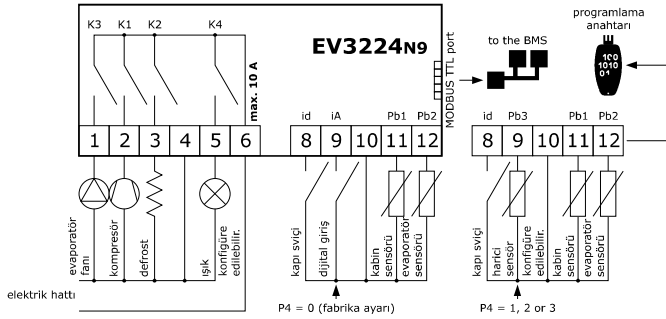 K3 K1 K2 K4
max. 10 A
EV3224N9
MODBUS TTL port
to the BMS
programlama
anahtarı
100
1010
01
id iA Pb1 Pb2
id Pb3 Pb1 Pb2
1 2 3 4 5 6
8 9 10 11 12
8 9 10 11 12
evaporatör
fanı
kompresör
defrost
ışık
konfigüre
edilebilir.
kapı sviçi
dijital giriş
kabin
sensörü
evaporatör
sensörü
kapı sviçi
harici
sensör
konfigüre
edilebilir.
kabin
sensörü
evaporatör
sensörü
elektrik hattı
P4 = 0 (fabrika ayarı)
P4 = 1, 2 or 3